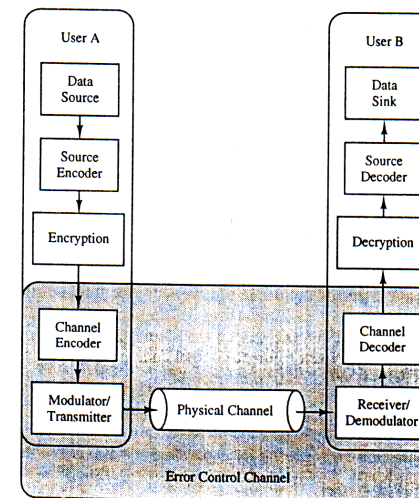 User A
Data
Source
Source
Encoder
Encryption
Channel
Encoder
Modulator/
Transmitter
Physical Channel
User B
Data
Sink
Source
Decoder
Decryption
Channel
Decoder
Receiver/
Demodulator
Error Control Channel